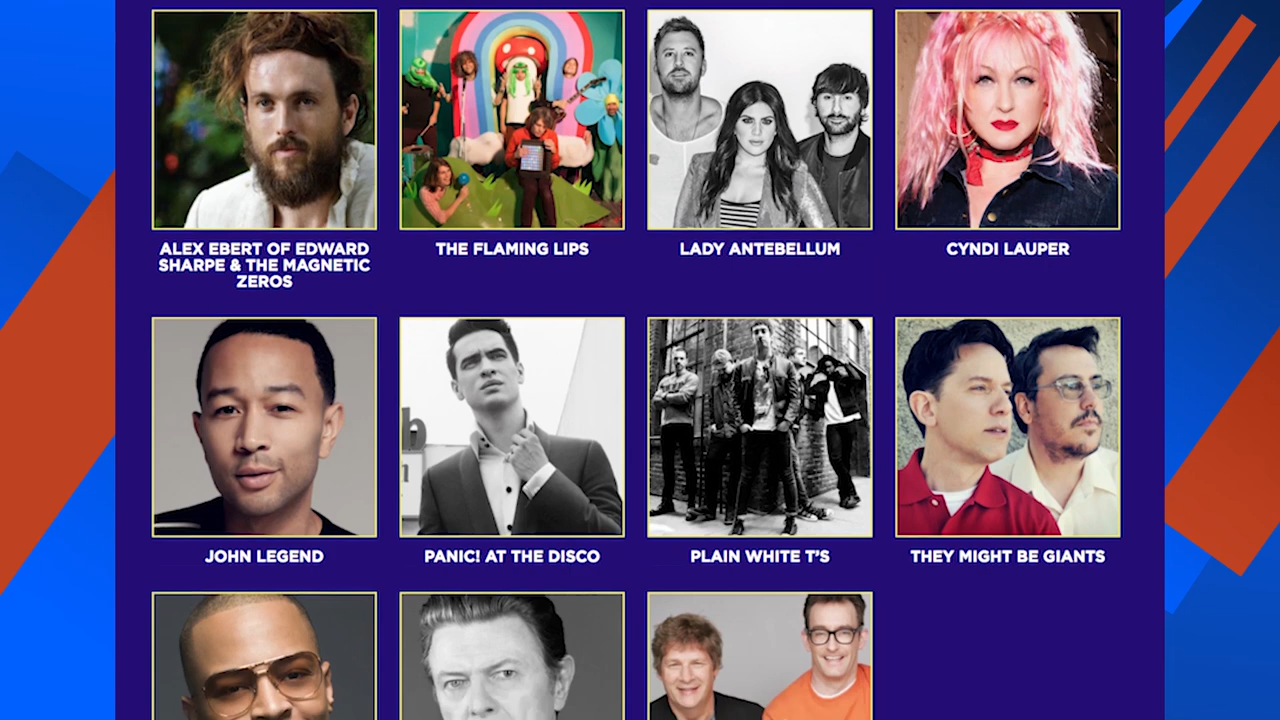 ALEX EBERT OF EDWARD
SHARPE & THE MAGNETIC
ZEROS
THE FLAMING LIPS
LADY ANTEBELLUM
CYNDI LAUPER
JOHN LEGEND
PANIC! AT THE DISCO
PLAIN WHITE T'S
THEY MIGHT BE GIANTS